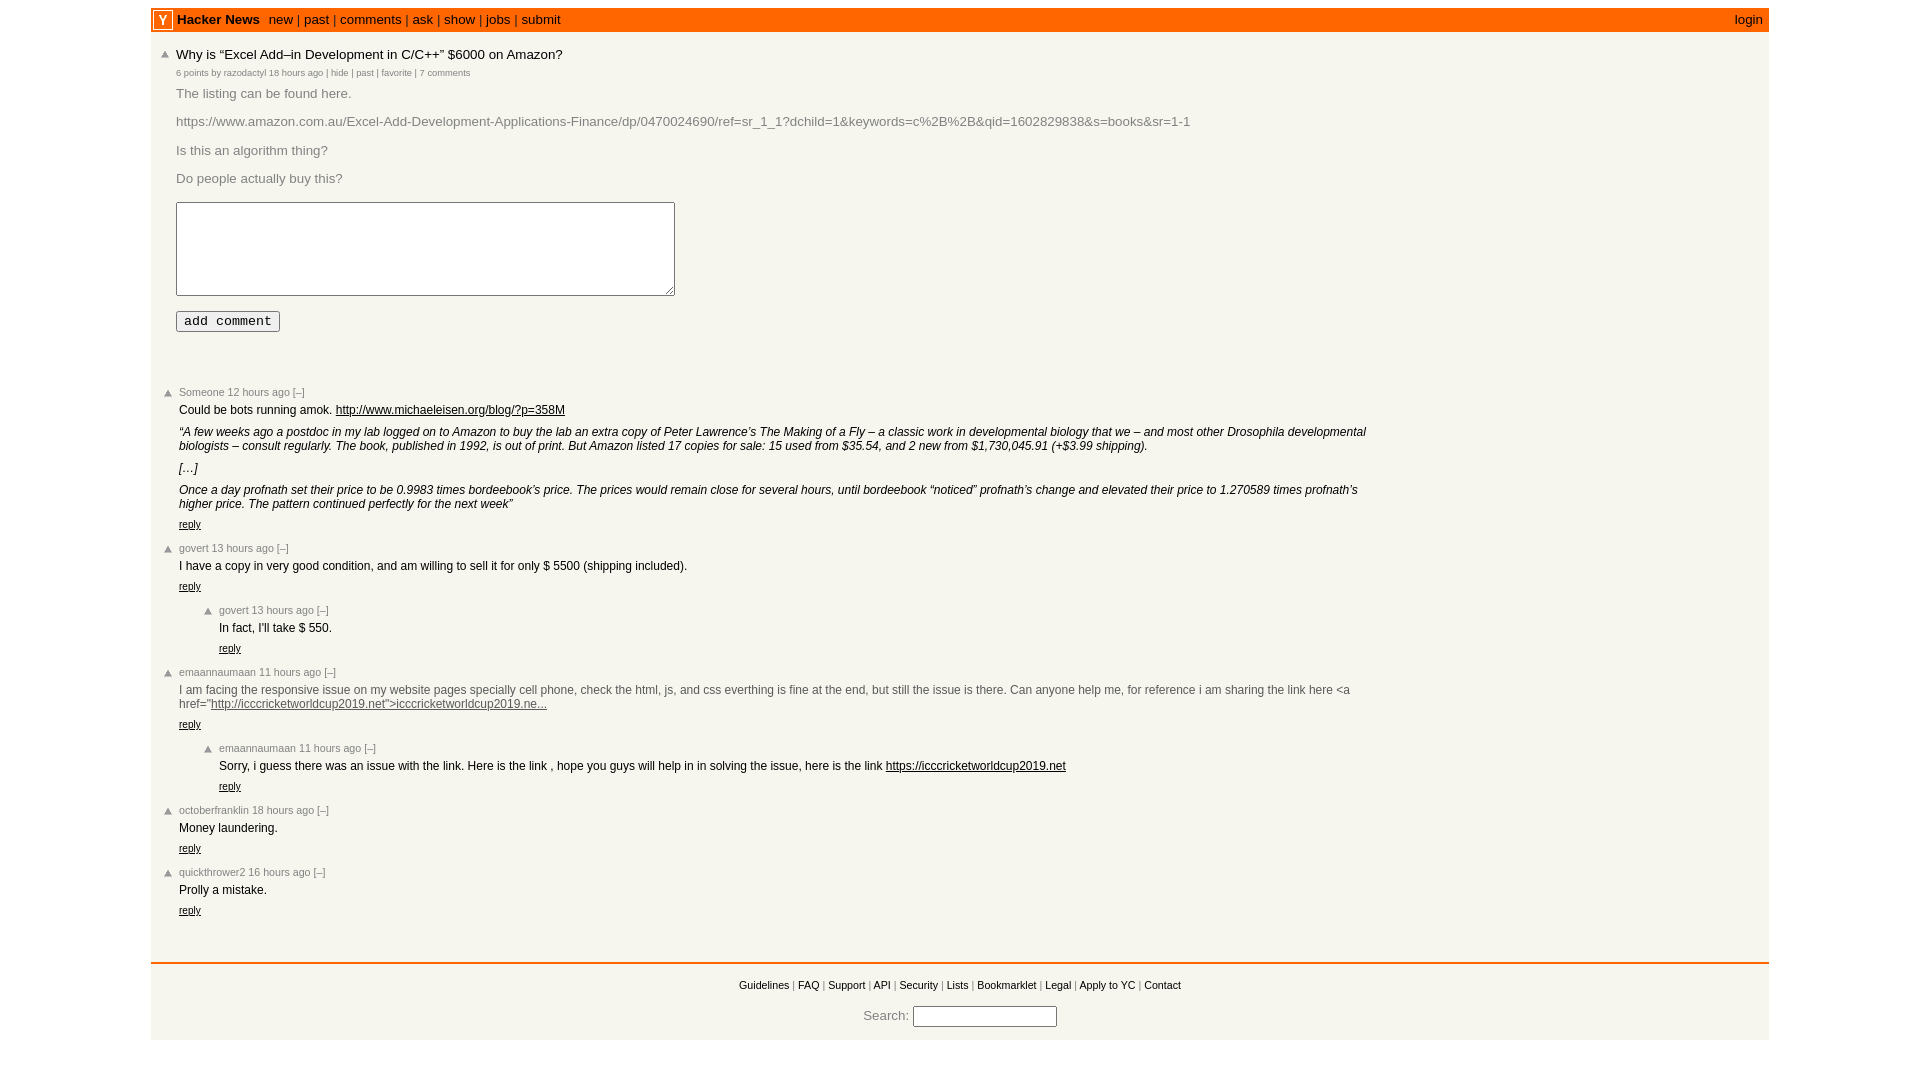 Y Hacker News new | past | comments | ask | show | jobs | submit login
Why is “Excel Add–in Development in C/C++” $6000 on Amazon?
6 points by razodactyl 18 hours ago | hide | past | favorite | 7 comments
The listing can be found here.
https://www.amazon.com.au/Excel-Add-Development-Applications-Finance/dp/0470024690/ref=sr_1_1?dchild=1&keywords=c%2B%2B&qid=1602829838&s=books&sr=1-1
Is this an algorithm thing?
Do people actually buy this?
add comment
Someone 12 hours ago [–]
Could be bots running amok. http://www.michaeleisen.org/blog/?p=358M
“A few weeks ago a postdoc in my lab logged on to Amazon to buy the lab an extra copy of Peter Lawrence’s The Making of a Fly – a classic work in developmental biology that we – and most other Drosophila developmental
biologists – consult regularly. The book, published in 1992, is out of print. But Amazon listed 17 copies for sale: 15 used from $35.54, and 2 new from $1,730,045.91 (+$3.99 shipping).
[…]
Once a day profnath set their price to be 0.9983 times bordeebook’s price. The prices would remain close for several hours, until bordeebook “noticed” profnath’s change and elevated their price to 1.270589 times profnath’s
higher price. The pattern continued perfectly for the next week”
reply
govert 13 hours ago [–]
I have a copy in very good condition, and am willing to sell it for only $ 5500 (shipping included).
reply
govert 13 hours ago [–]
In fact, I'll take $ 550.
reply
emaannaumaan 11 hours ago [–]
I am facing the responsive issue on my website pages specially cell phone, check the html, js, and css everthing is fine at the end, but still the issue is there. Can anyone help me, for reference i am sharing the link here <a
href="http://icccricketworldcup2019.net">icccricketworldcup2019.ne...
reply
emaannaumaan 11 hours ago [–]
Sorry, i guess there was an issue with the link. Here is the link , hope you guys will help in in solving the issue, here is the link https://icccricketworldcup2019.net
reply
octoberfranklin 18 hours ago [–]
Money laundering.
reply
quickthrower2 16 hours ago [–]
Prolly a mistake.
reply
Guidelines | FAQ | Support | API | Security | Lists | Bookmarklet | Legal | Apply to YC | Contact
Search: